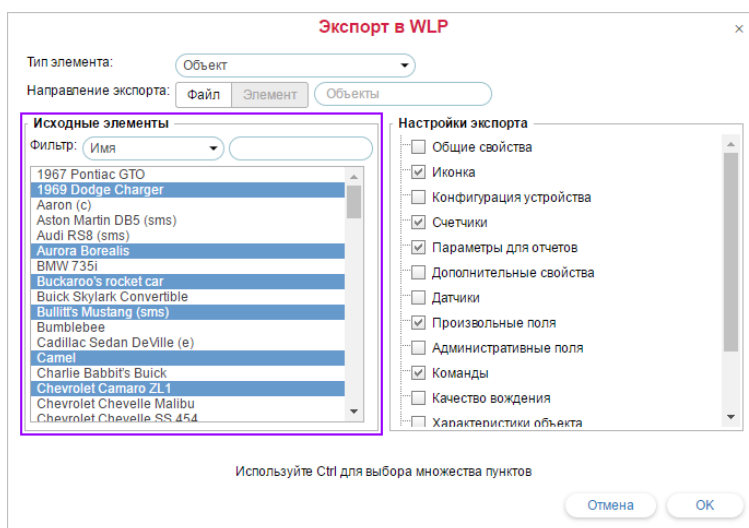 Экспорт в WLP
×
Тип элемента: Объект
Направление экспорта: Файл Элемент Объекты
Исходные элементы
Фильтр: Имя
1967 Pontiac GTO
1969 Dodge Charger
Aaron (c)
Aston Martin DB5 (sms)
Audi RS8 (sms)
Aurora Borealis
BMW 735i
Buckaroo's rocket car
Buick Skylark Convertible
Bullitt's Mustang (sms)
Bumblebee
Cadillac Sedan DeVille (e)
Camel
Charlie Babbit's Buick
Chevrolet Camaro ZL1
Chevrolet Chevelle Malibu
Chevrolet Chevelle SS 454
Настройки экспорта
Общие свойства
Иконка
Конфигурация устройства
Счетчики
Параметры для отчетов
Дополнительные свойства
Датчики
Произвольные поля
Административные поля
Команды
Качество вождения
Характеристики объекта
Используйте Ctrl для выбора множества пунктов
Отмена OK